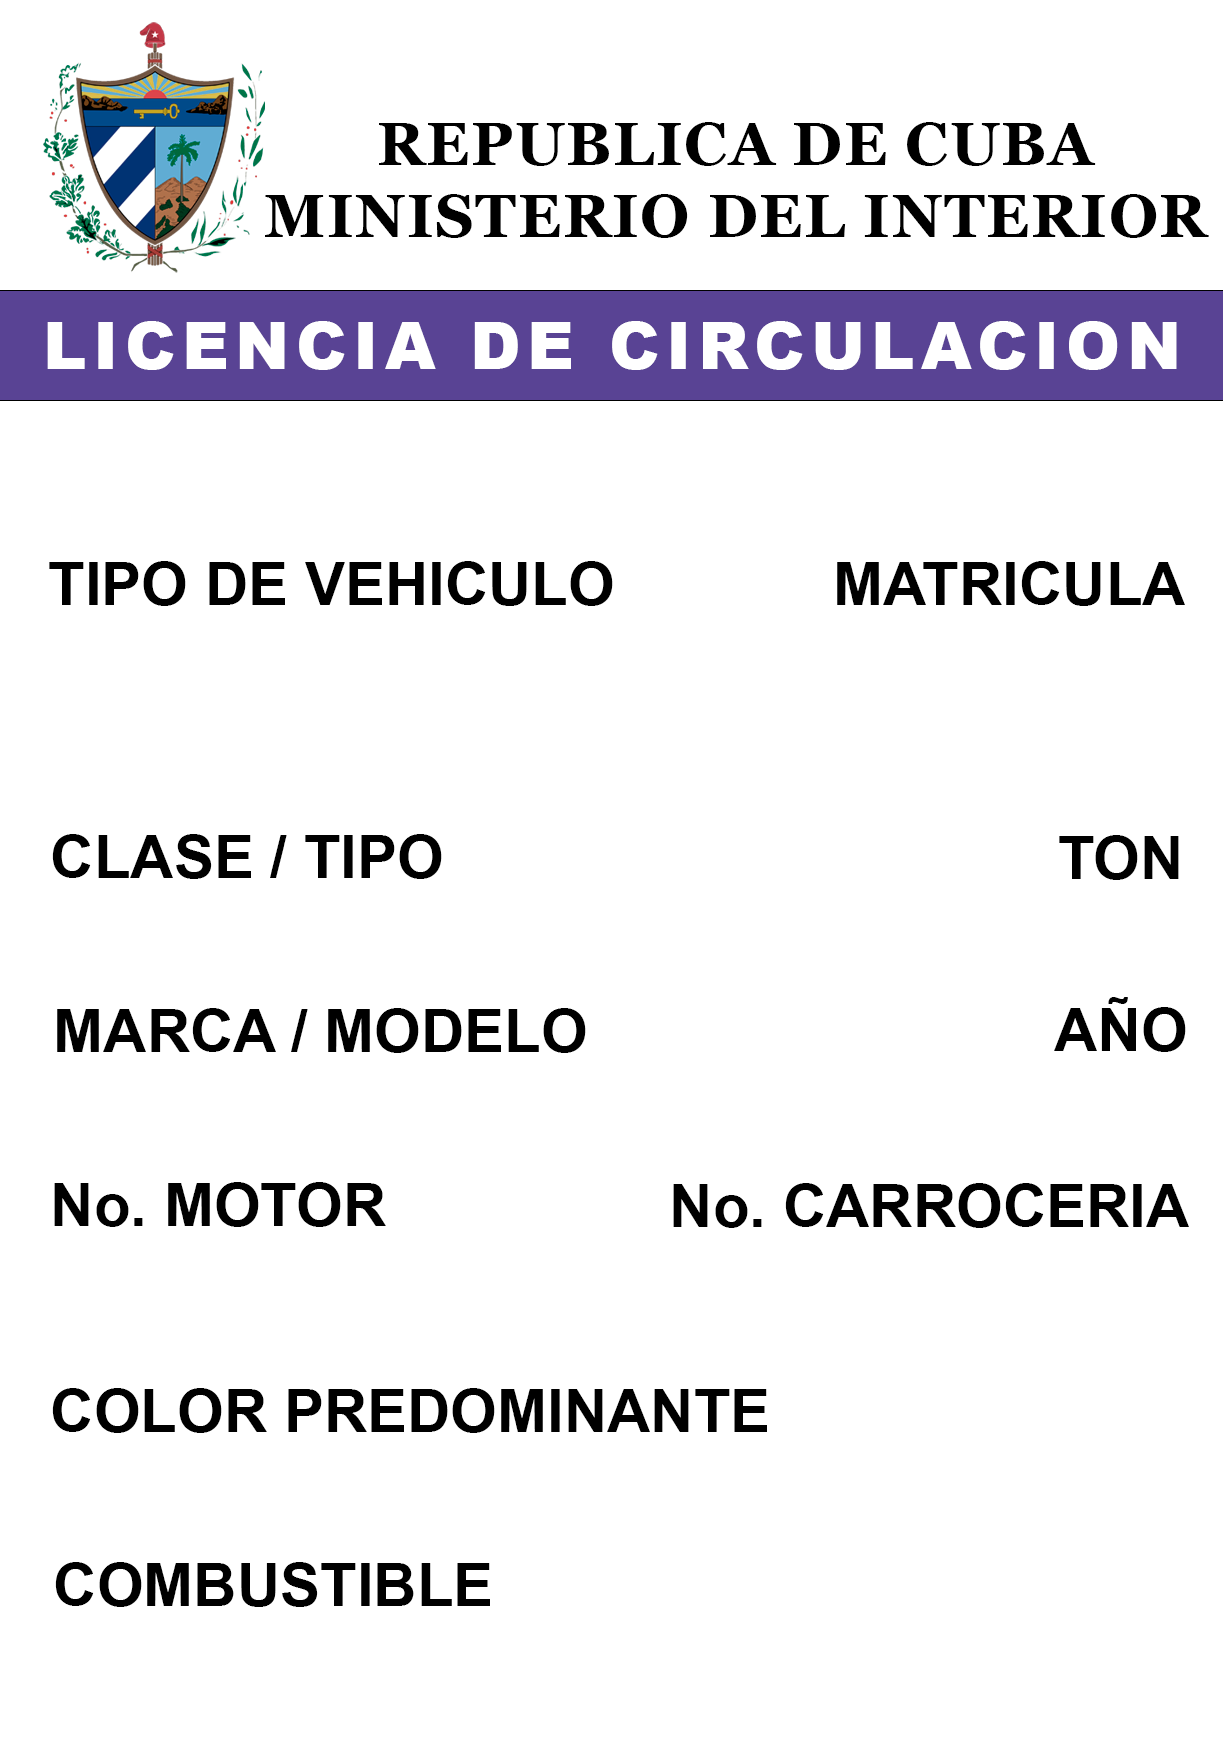 REPUBLICA DE CUBA
MINISTERIO DEL INTERIOR
LICENCIA DE CIRCULACION
TIPO DE VEHICULO MATRICULA
CLASE / TIPO TON
MARCA / MODELO AÑO
No. MOTOR No. CARROCERIA
COLOR PREDOMINANTE
COMBUSTIBLE